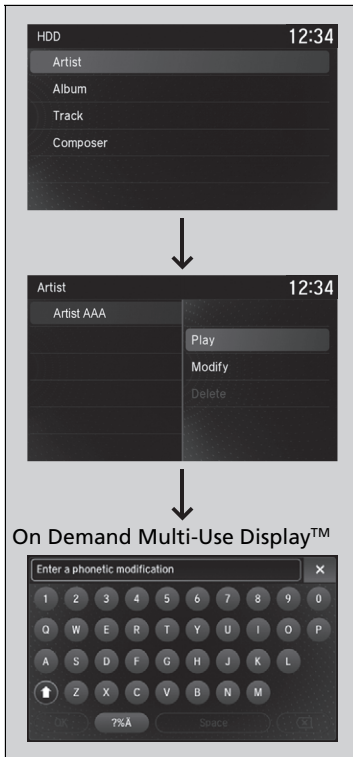 HDD 12:34
Artist
Album
Track
Composer
Artist 12:34
Artist AAA
Play
Modify
Delete
On Demand Multi-Use Display™
Enter a phonetic modification ×
1 2 3 4 5 6 7 8 9 0
Q W E R T Y U I O P
A S D F G H J K L
Z X C V B N M
OK ?%Ä Space